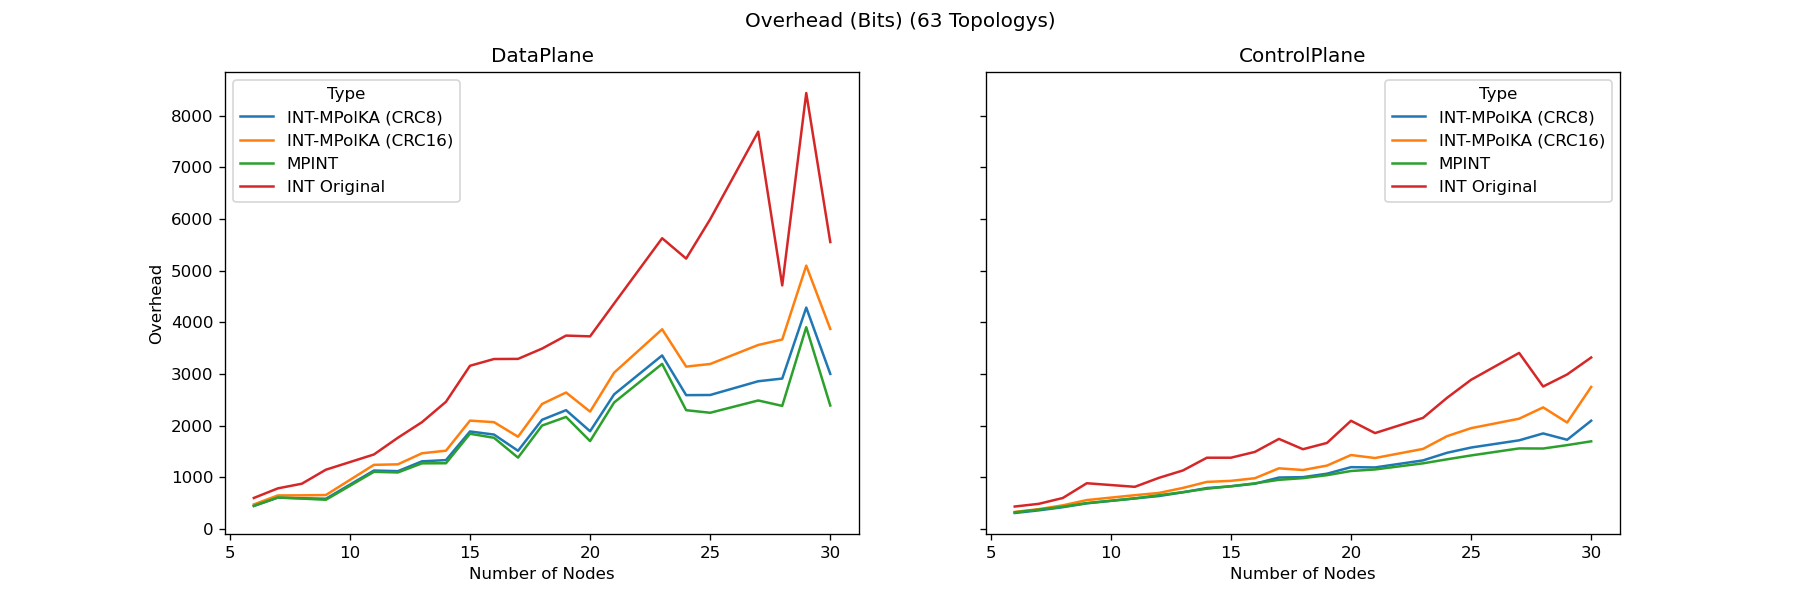 Overhead (Bits) (63 Topologys)
DataPlane
Type
INT-MPolKA (CRC8)
INT-MPolKA (CRC16)
MPINT
INT Original
Overhead
8000
7000
6000
5000
4000
3000
2000
1000
0
5 10 15 20 25 30
Number of Nodes
ControlPlane
Type
INT-MPolKA (CRC8)
INT-MPolKA (CRC16)
MPINT
INT Original
5 10 15 20 25 30
Number of Nodes